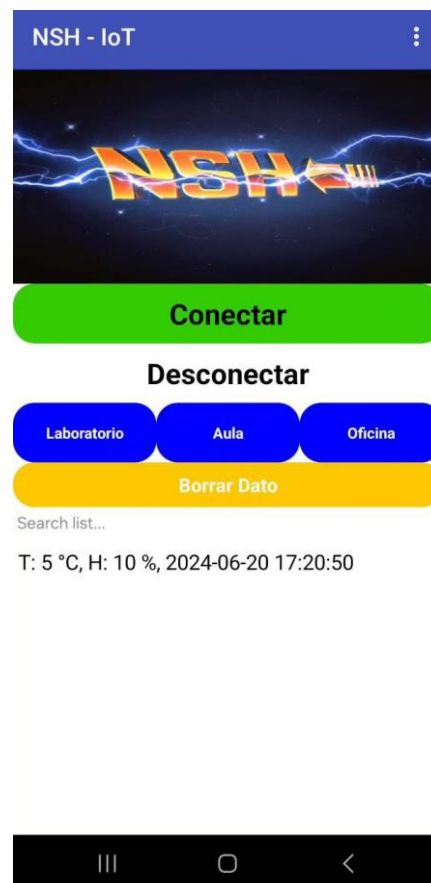 NSH - IoT
NSH
Conectar
Desconectar
Laboratorio Aula Oficina
Borrar Dato
Search list...
T: 5 °C, H: 10 %, 2024-06-20 17:20:50